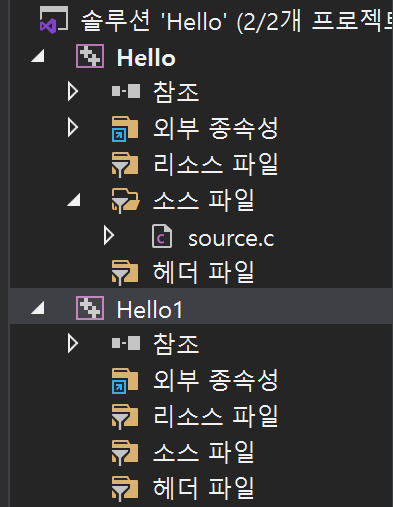 솔루션 'Hello' (2/2개 프로젝트
Hello
참조
외부 종속성
리소스 파일
소스 파일
source.c
헤더 파일
Hello1
참조
외부 종속성
리소스 파일
소스 파일
헤더 파일